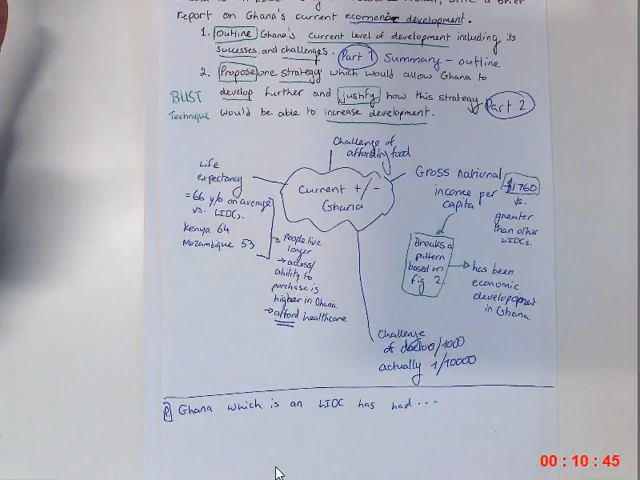 report on Ghana's current economic development.
1. Outline Ghana's current level of development including its
successes and challenges. Part 1 Summary - outline
2. Propose one strategy which would allow Ghana to
develop further and justify how this strategy Part 2
would be able to increase development.
BUST
Technique
Challenge of
affording food
Life
expectancy
= 66 y/o on average
vs. LIDCs.
Kenya 64
Mozambique 53
People live
longer
→ access/
ability to
purchase is
higher in Ghana.
→ afford healthcare
Current +/-
Ghana
Gross national
income per
capita
$1760
vs.
greater
than other
LIDCs.
Breaks a
pattern
based on
fig 2.
has been
economic
development
in Ghana
Challenge
of /1000
actually 1/10000
P Ghana which is an LIDC has had ...
00 : 10 : 45